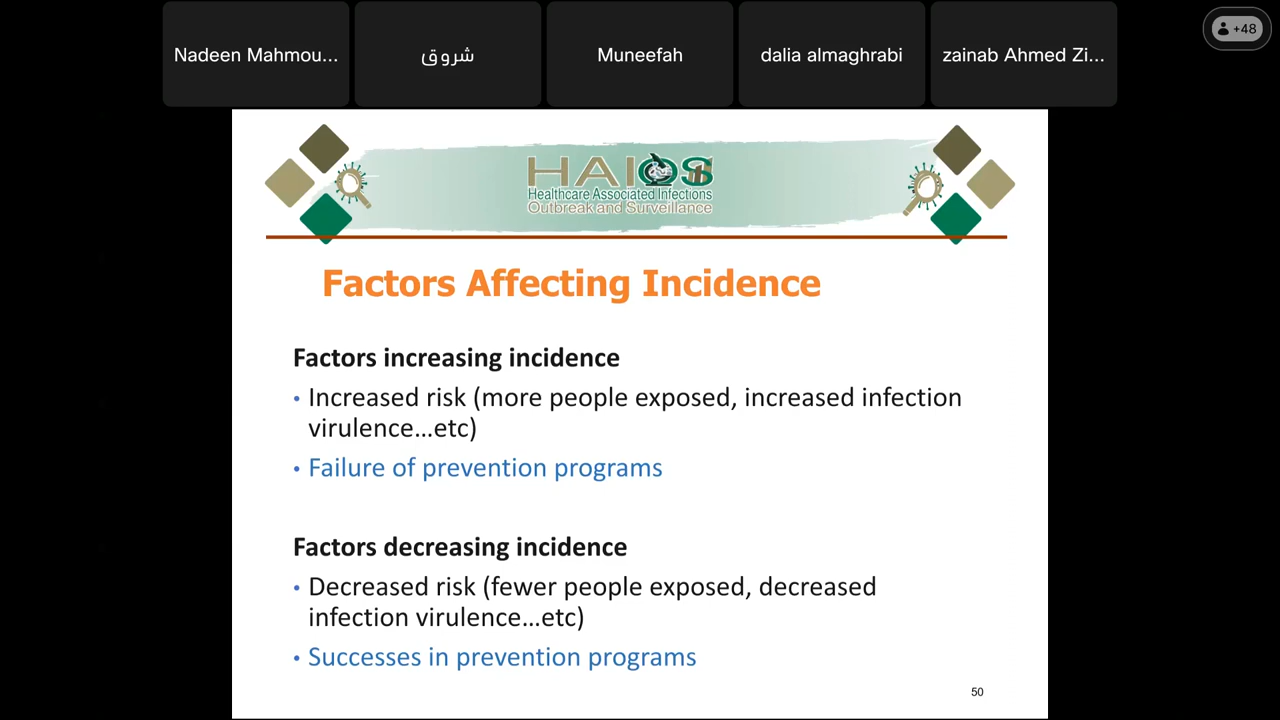 Nadeen Mahmou...
شروق
Muneefah
dalia almaghrabi
zainab Ahmed Zi...
+48
HAIOS
Healthcare Associated Infections
Outbreak and Surveillance
Factors Affecting Incidence
Factors increasing incidence
• Increased risk (more people exposed, increased infection
virulence...etc)
• Failure of prevention programs
Factors decreasing incidence
• Decreased risk (fewer people exposed, decreased
infection virulence...etc)
• Successes in prevention programs
50